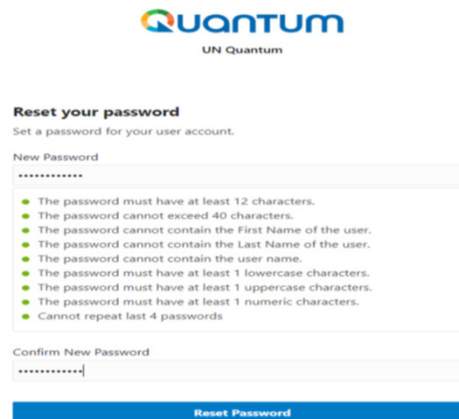 QUANTUM
UN Quantum
Reset your password
Set a password for your user account.
New Password
••••••••••••
The password must have at least 12 characters.
The password cannot exceed 40 characters.
The password cannot contain the First Name of the user.
The password cannot contain the Last Name of the user.
The password cannot contain the user name.
The password must have at least 1 lowercase characters.
The password must have at least 1 uppercase characters.
The password must have at least 1 numeric characters.
Cannot repeat last 4 passwords
Confirm New Password
••••••••••••
Reset Password